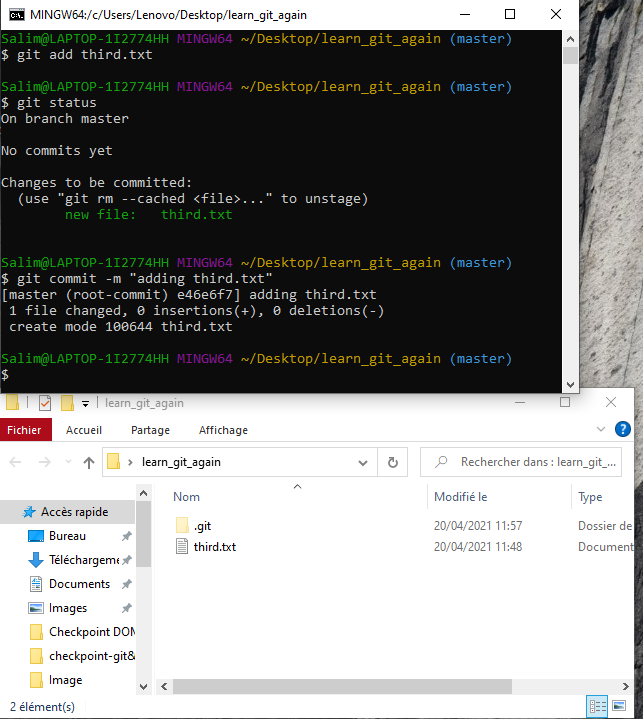 MINGW64:/c/Users/Lenovo/Desktop/learn_git_again
Salim@LAPTOP-1I2774HH MINGW64 ~/Desktop/learn_git_again (master)
$ git add third.txt
Salim@LAPTOP-1I2774HH MINGW64 ~/Desktop/learn_git_again (master)
$ git status
On branch master
No commits yet
Changes to be committed:
(use "git rm --cached <file>..." to unstage)
new file: third.txt
Salim@LAPTOP-1I2774HH MINGW64 ~/Desktop/learn_git_again (master)
$ git commit -m "adding third.txt"
[master (root-commit) e46e6f7] adding third.txt
1 file changed, 0 insertions(+), 0 deletions(-)
create mode 100644 third.txt
Salim@LAPTOP-1I2774HH MINGW64 ~/Desktop/learn_git_again (master)
$
learn_git_again
Fichier Accueil Partage Affichage
learn_git_again Rechercher dans : learn_git_...
Nom Modifié le Type
Accès rapide
Bureau
Téléchargeme
Documents
Images
Checkpoint DOM
checkpoint-git&
Image
.git 20/04/2021 11:57 Dossier de
third.txt 20/04/2021 11:48 Document
2 élément(s)